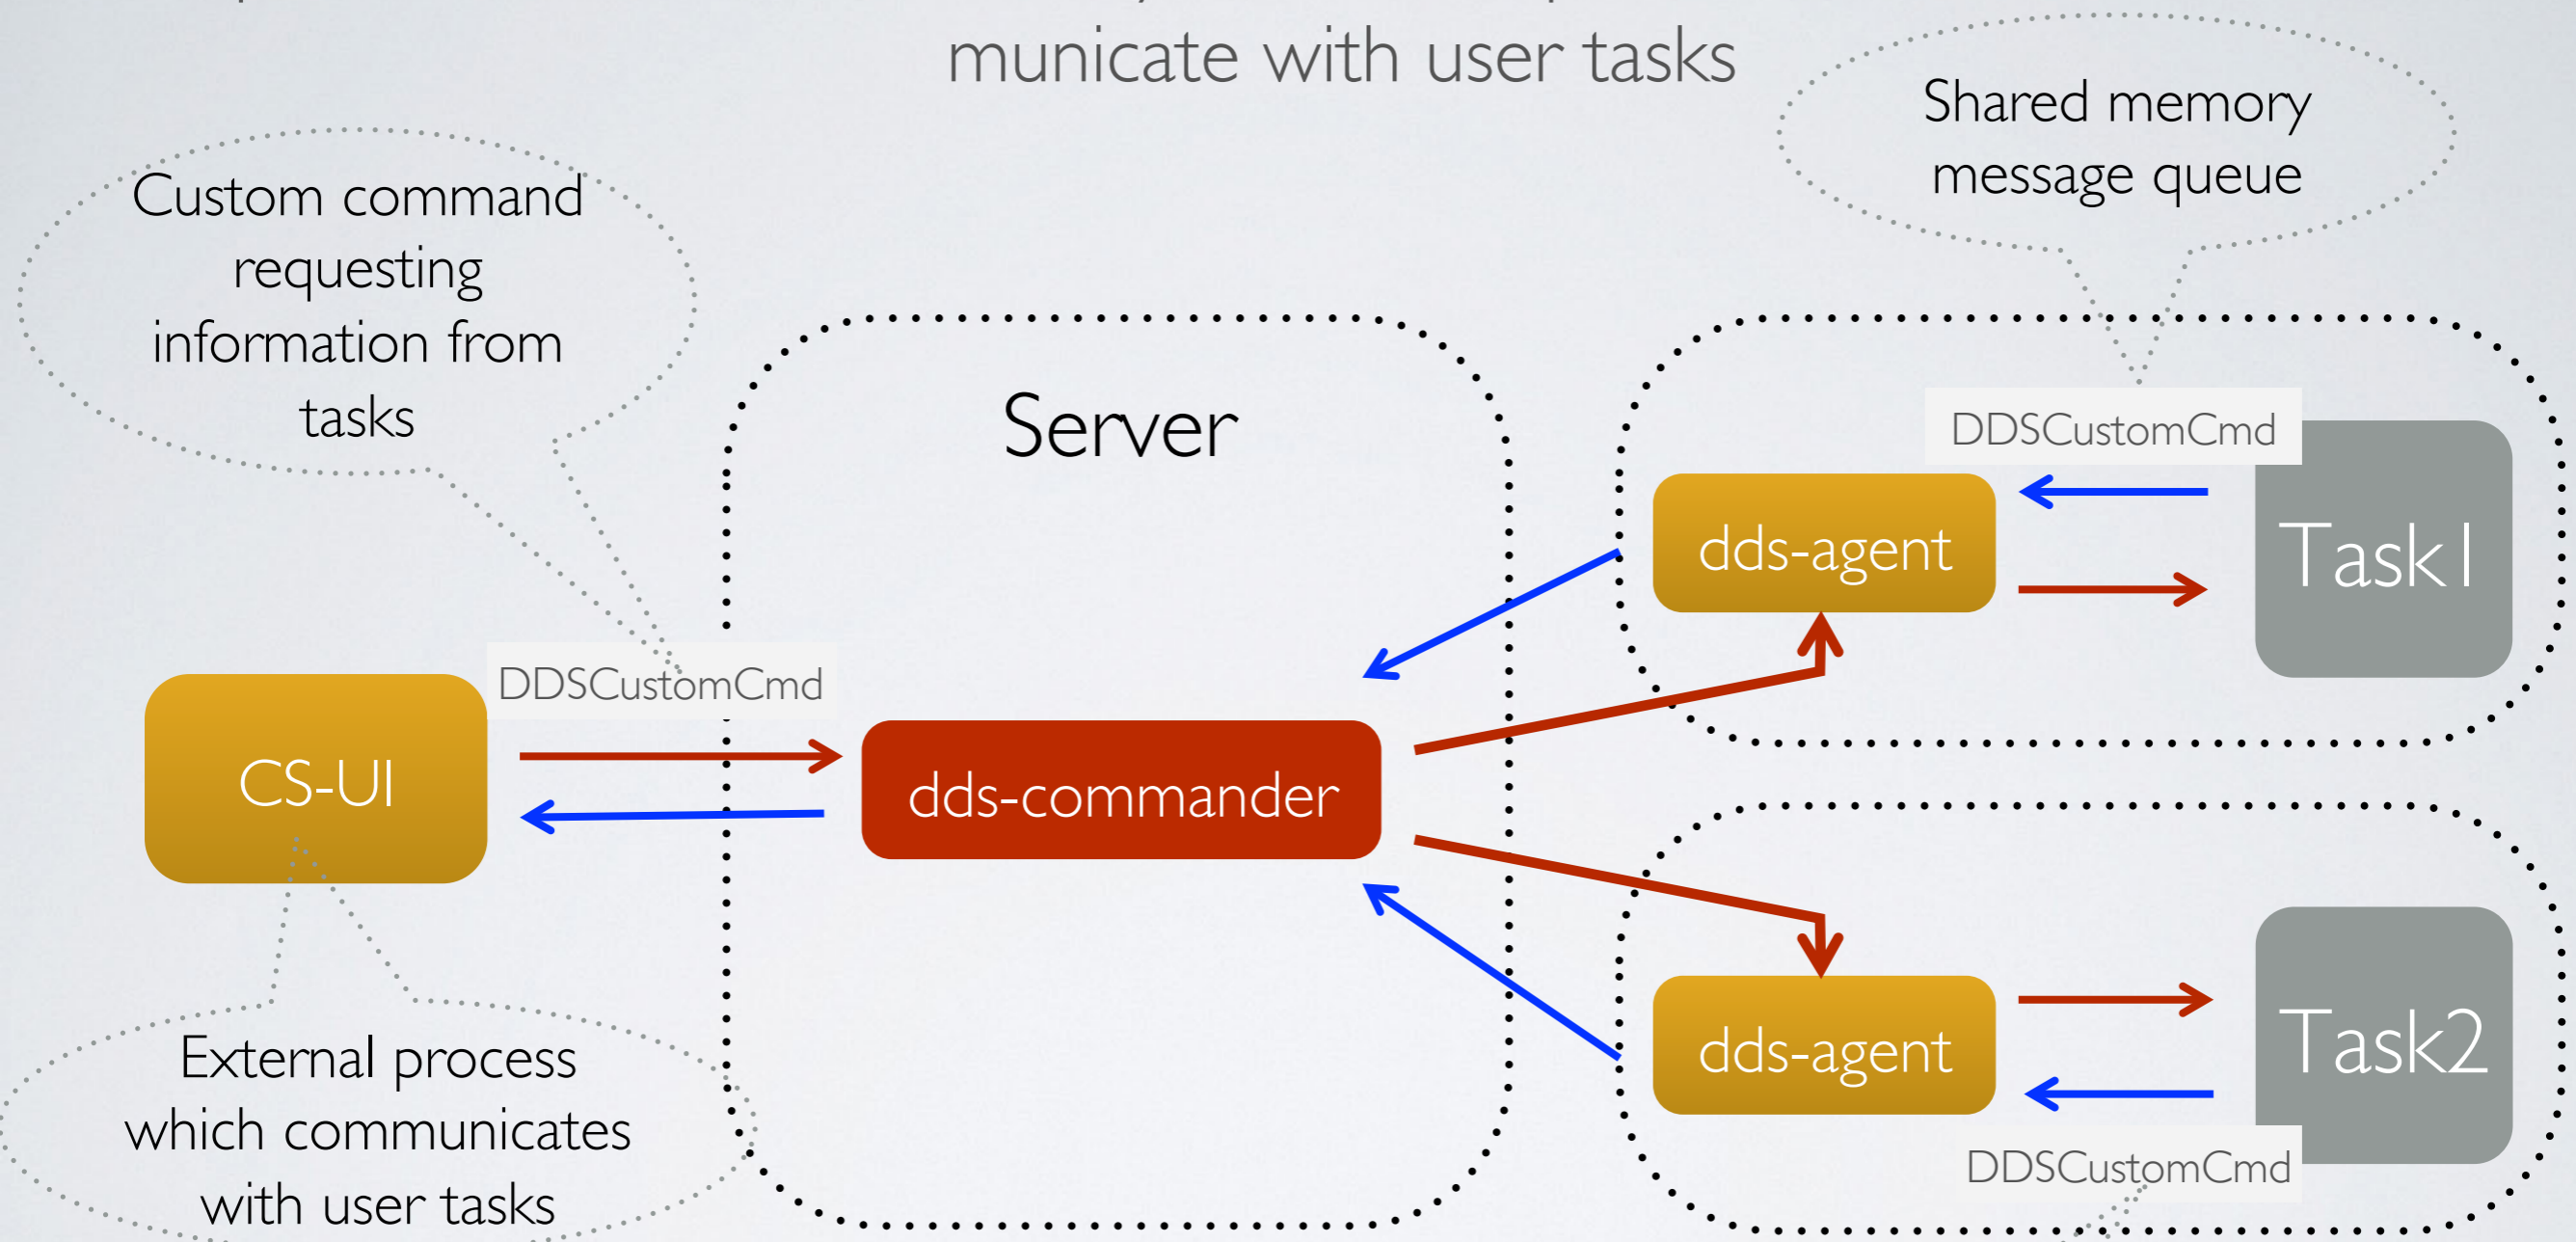 municate with user tasks
Shared memory
message queue
Custom command
requesting
information from
tasks
Server
DDSCustomCmd
dds-agent
Task1
DDSCustomCmd
CS-UI
dds-commander
dds-agent
Task2
DDSCustomCmd
External process
which communicates
with user tasks